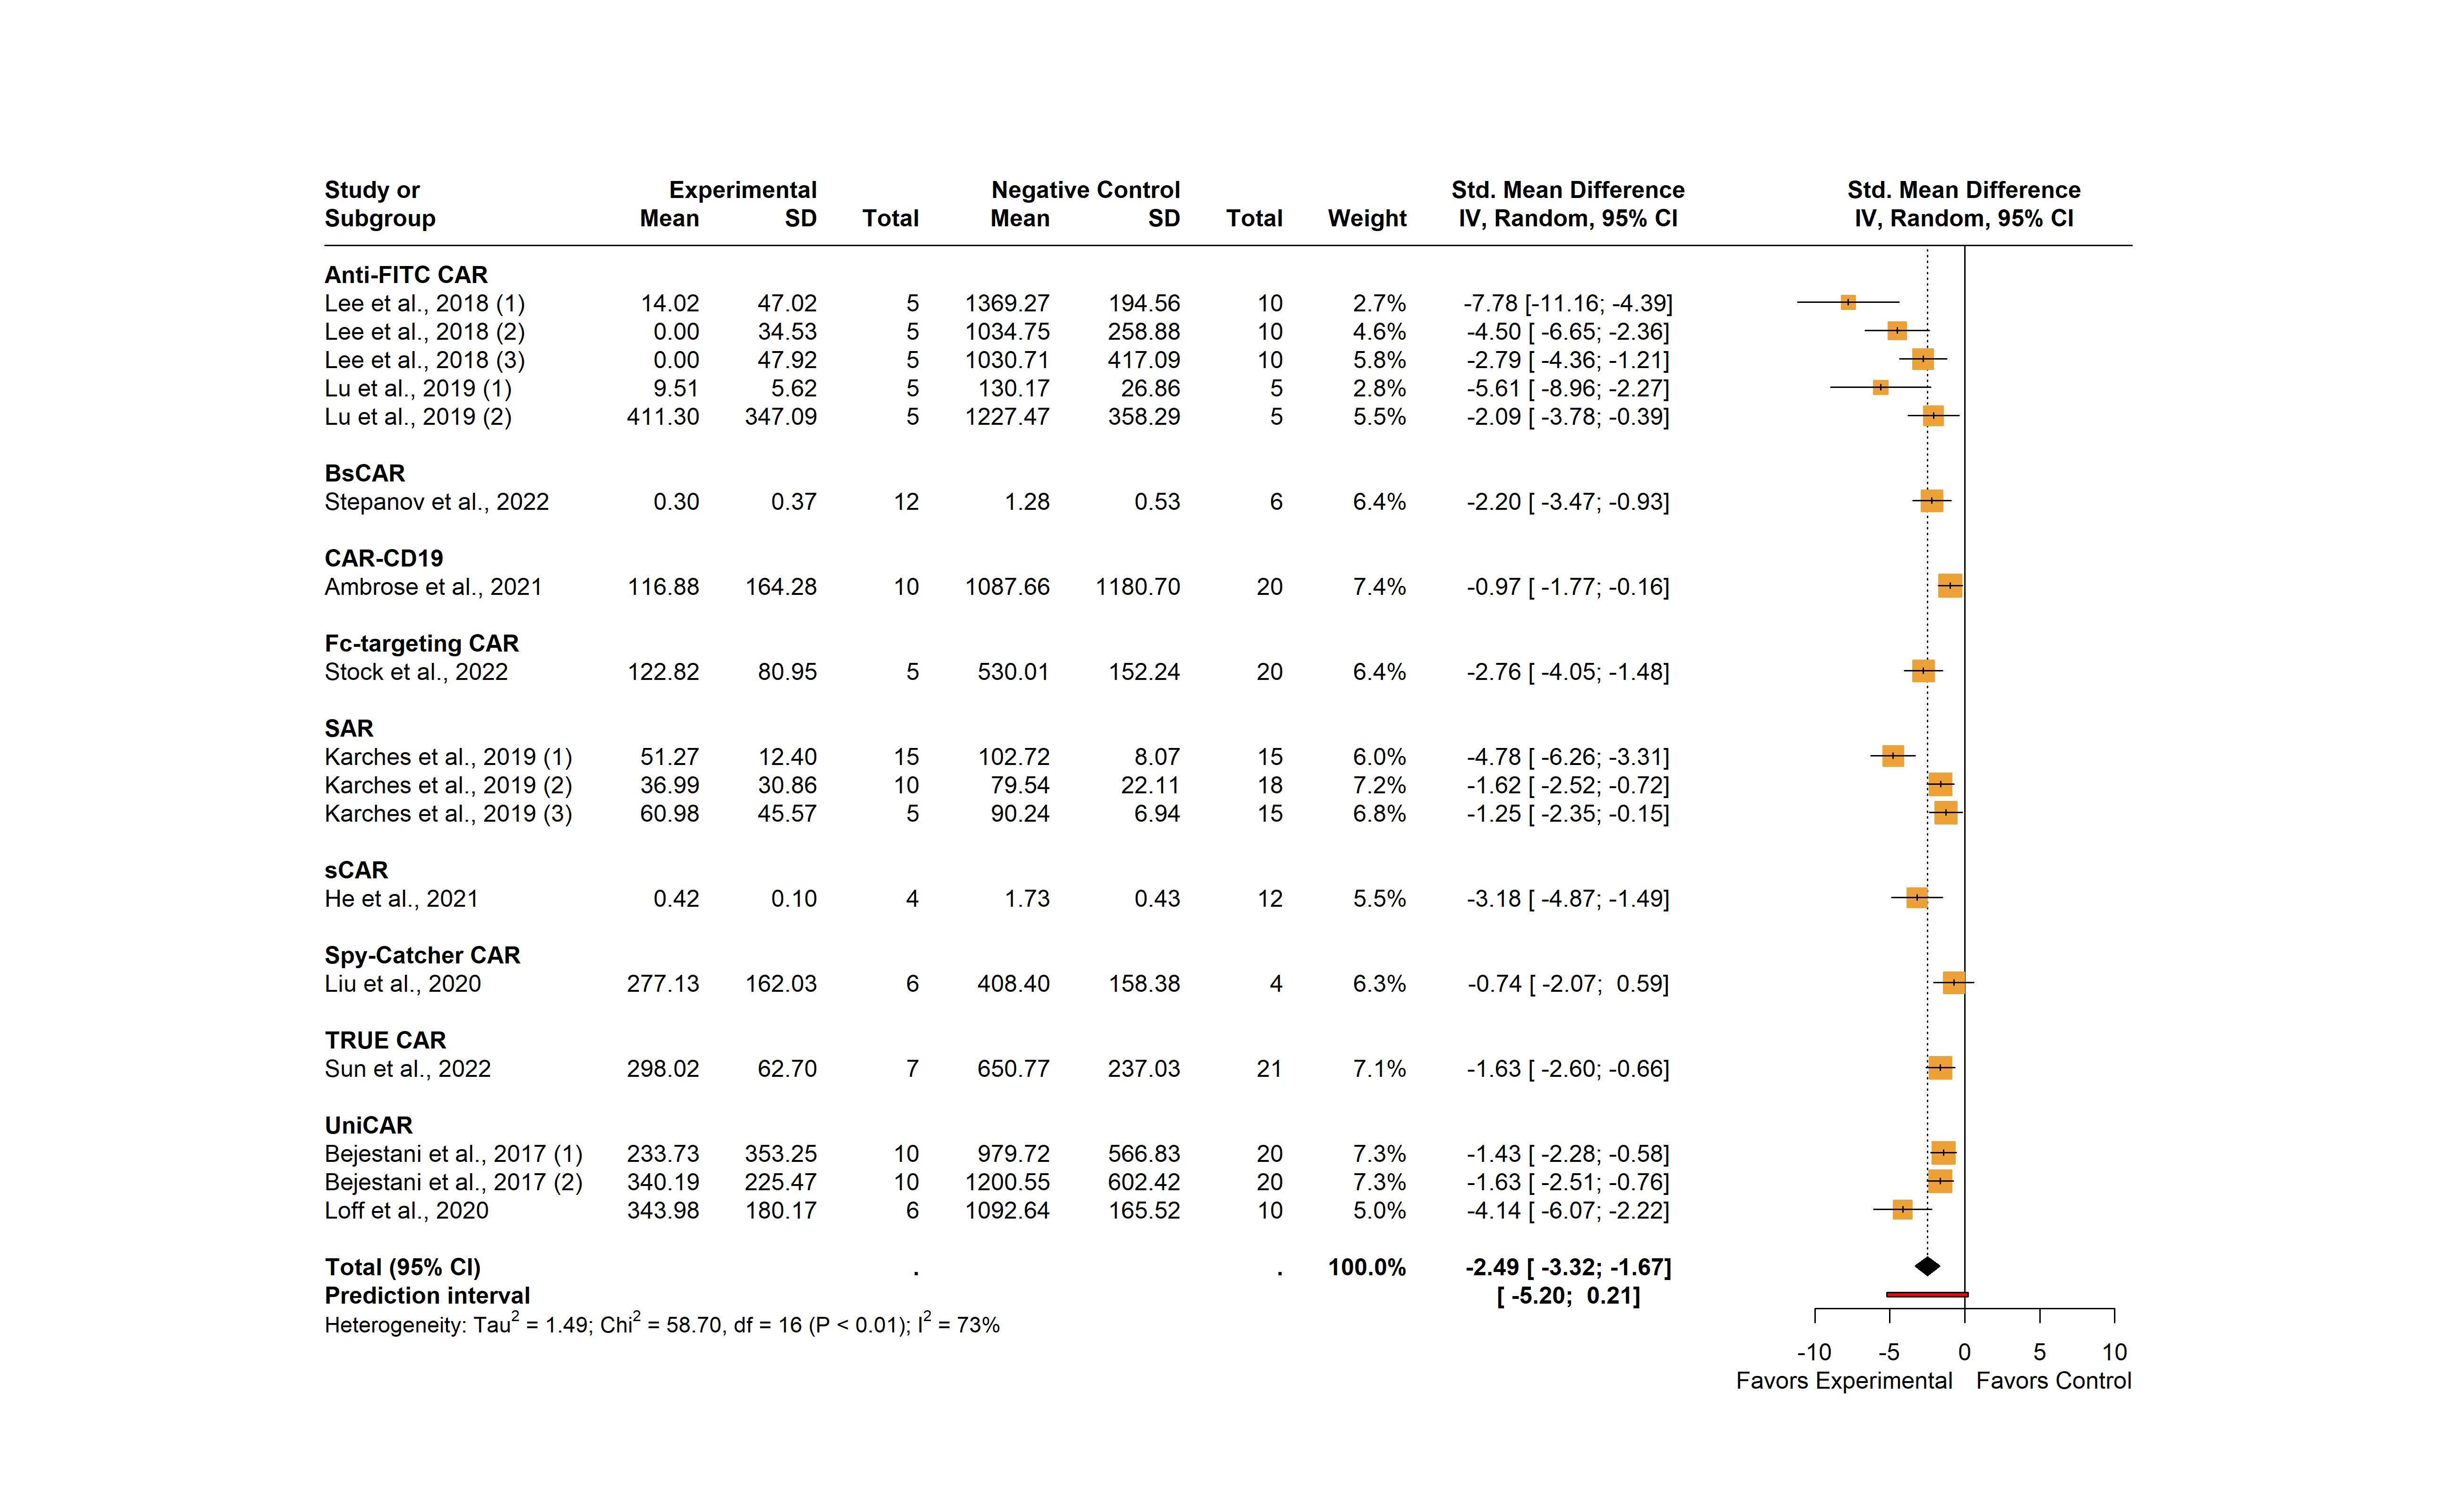 Study or Experimental Negative Control Std. Mean Difference Std. Mean Difference
Subgroup Mean SD Total Mean SD Total Weight IV, Random, 95% CI IV, Random, 95% CI
Anti-FITC CAR
Lee et al., 2018 (1) 14.02 47.02 5 1369.27 194.56 10 2.7% -7.78 [-11.16; -4.39]
Lee et al., 2018 (2) 0.00 34.53 5 1034.75 258.88 10 4.6% -4.50 [ -6.65; -2.36]
Lee et al., 2018 (3) 0.00 47.92 5 1030.71 417.09 10 5.8% -2.79 [ -4.36; -1.21]
Lu et al., 2019 (1) 9.51 5.62 5 130.17 26.86 5 2.8% -5.61 [ -8.96; -2.27]
Lu et al., 2019 (2) 411.30 347.09 5 1227.47 358.29 5 5.5% -2.09 [ -3.78; -0.39]
BsCAR
Stepanov et al., 2022 0.30 0.37 12 1.28 0.53 6 6.4% -2.20 [ -3.47; -0.93]
CAR-CD19
Ambrose et al., 2021 116.88 164.28 10 1087.66 1180.70 20 7.4% -0.97 [ -1.77; -0.16]
Fc-targeting CAR
Stock et al., 2022 122.82 80.95 5 530.01 152.24 20 6.4% -2.76 [ -4.05; -1.48]
SAR
Karches et al., 2019 (1) 51.27 12.40 15 102.72 8.07 15 6.0% -4.78 [ -6.26; -3.31]
Karches et al., 2019 (2) 36.99 30.86 10 79.54 22.11 18 7.2% -1.62 [ -2.52; -0.72]
Karches et al., 2019 (3) 60.98 45.57 5 90.24 6.94 15 6.8% -1.25 [ -2.35; -0.15]
sCAR
He et al., 2021 0.42 0.10 4 1.73 0.43 12 5.5% -3.18 [ -4.87; -1.49]
Spy-Catcher CAR
Liu et al., 2020 277.13 162.03 6 408.40 158.38 4 6.3% -0.74 [ -2.07; 0.59]
TRUE CAR
Sun et al., 2022 298.02 62.70 7 650.77 237.03 21 7.1% -1.63 [ -2.60; -0.66]
UniCAR
Bejestani et al., 2017 (1) 233.73 353.25 10 979.72 566.83 20 7.3% -1.43 [ -2.28; -0.58]
Bejestani et al., 2017 (2) 340.19 225.47 10 1200.55 602.42 20 7.3% -1.63 [ -2.51; -0.76]
Loff et al., 2020 343.98 180.17 6 1092.64 165.52 10 5.0% -4.14 [ -6.07; -2.22]
Total (95% CI) . . 100.0% -2.49 [ -3.32; -1.67]
Prediction interval [ -5.20; 0.21]
Heterogeneity: Tau² = 1.49; Chi² = 58.70, df = 16 (P < 0.01); I² = 73%
-10 -5 0 5 10
Favors Experimental Favors Control